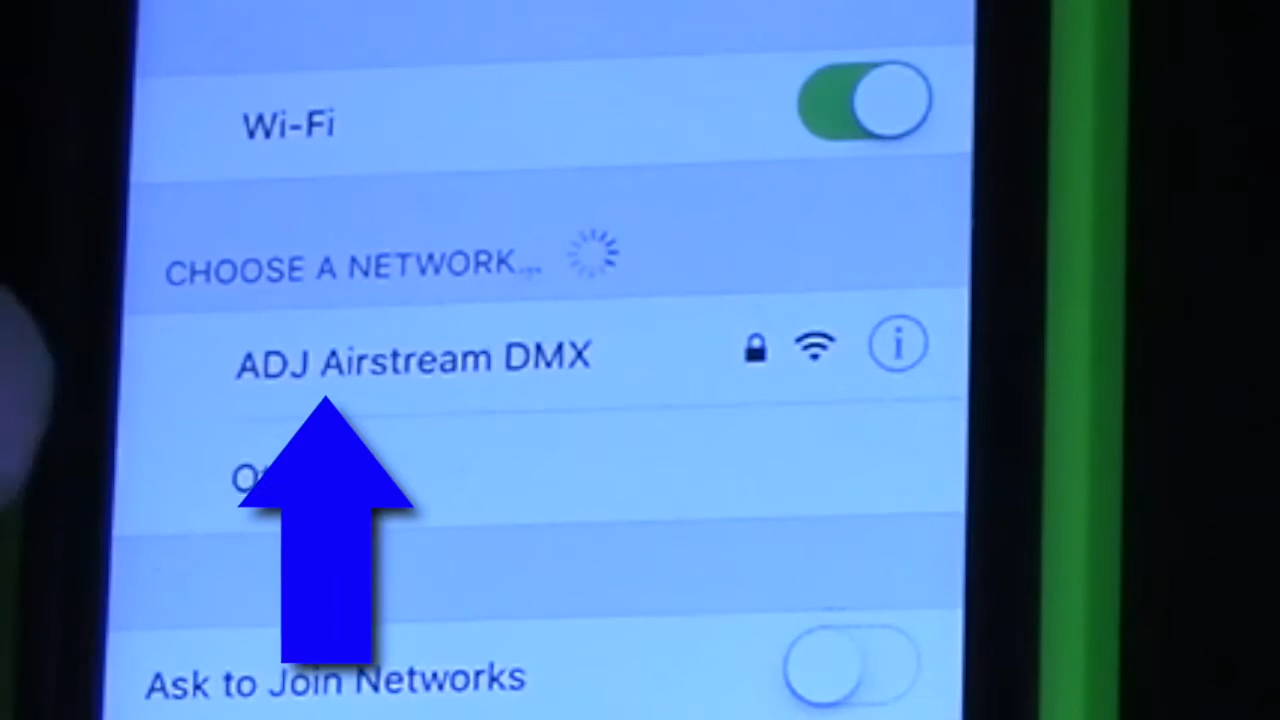 Wi-Fi
CHOOSE A NETWORK...
ADJ Airstream DMX
Ask to Join Networks